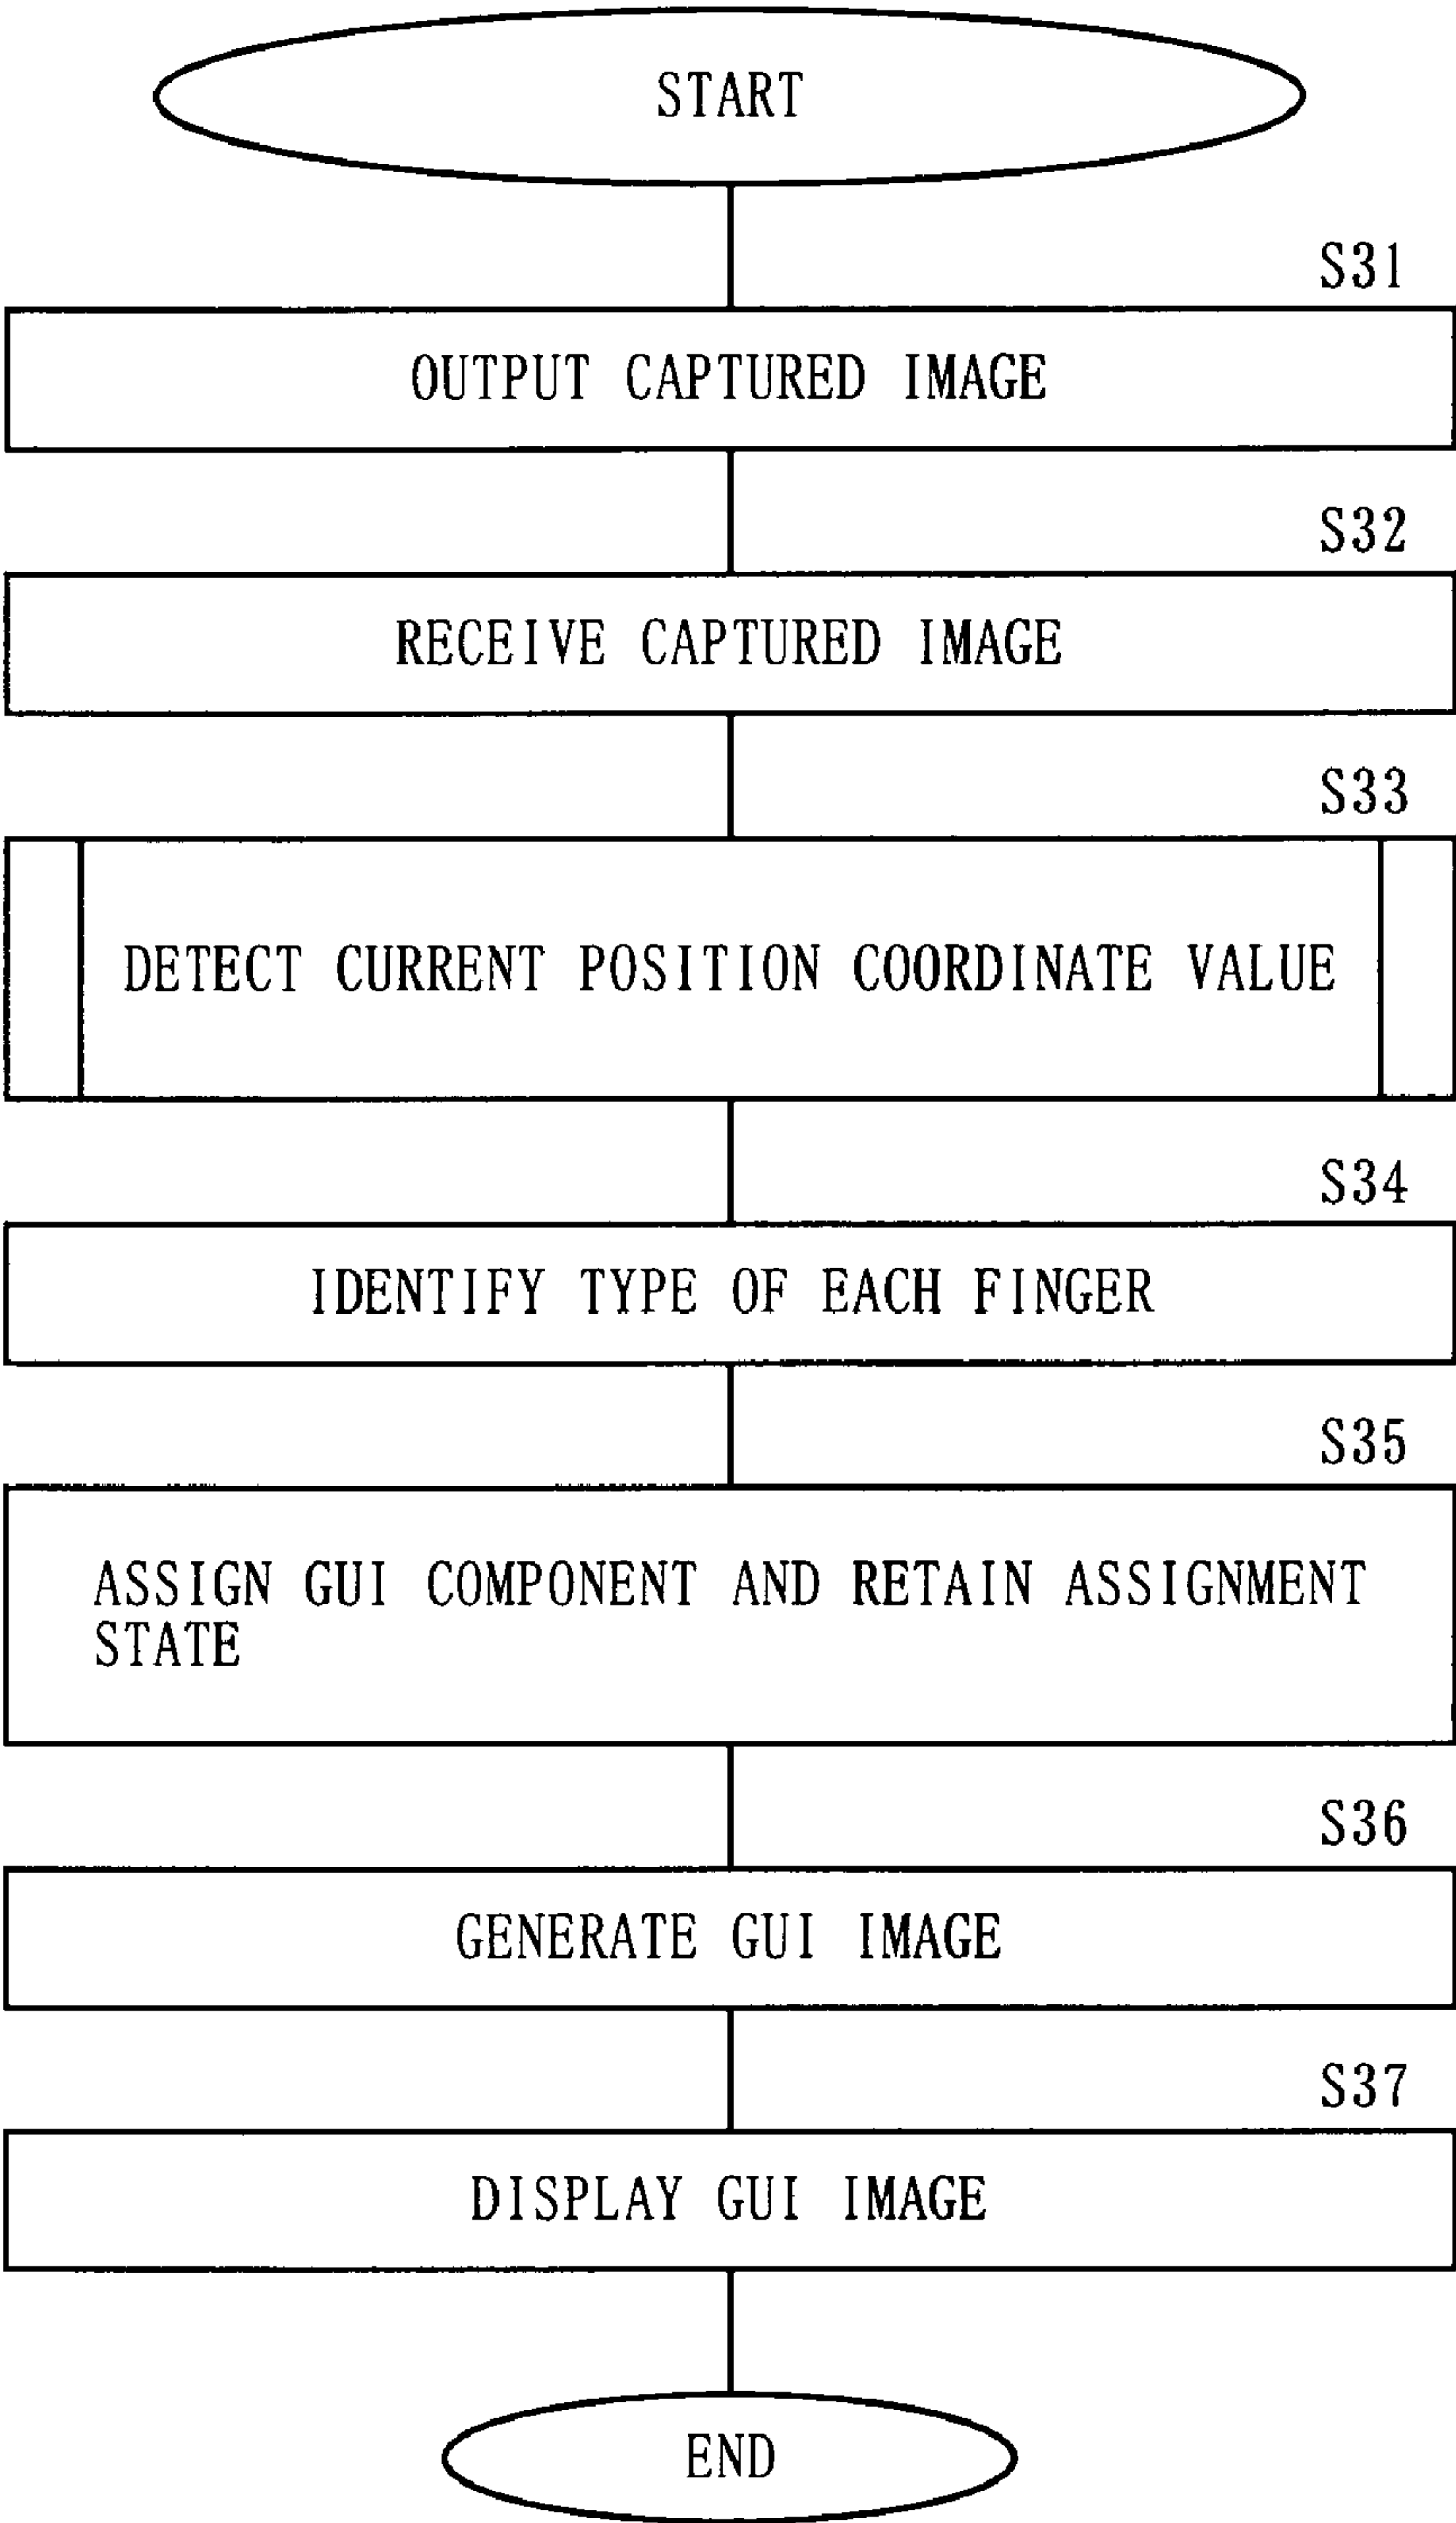 START
S31
OUTPUT CAPTURED IMAGE
S32
RECEIVE CAPTURED IMAGE
S33
DETECT CURRENT POSITION COORDINATE VALUE
S34
IDENTIFY TYPE OF EACH FINGER
S35
ASSIGN GUI COMPONENT AND RETAIN ASSIGNMENT
STATE
S36
GENERATE GUI IMAGE
S37
DISPLAY GUI IMAGE
END